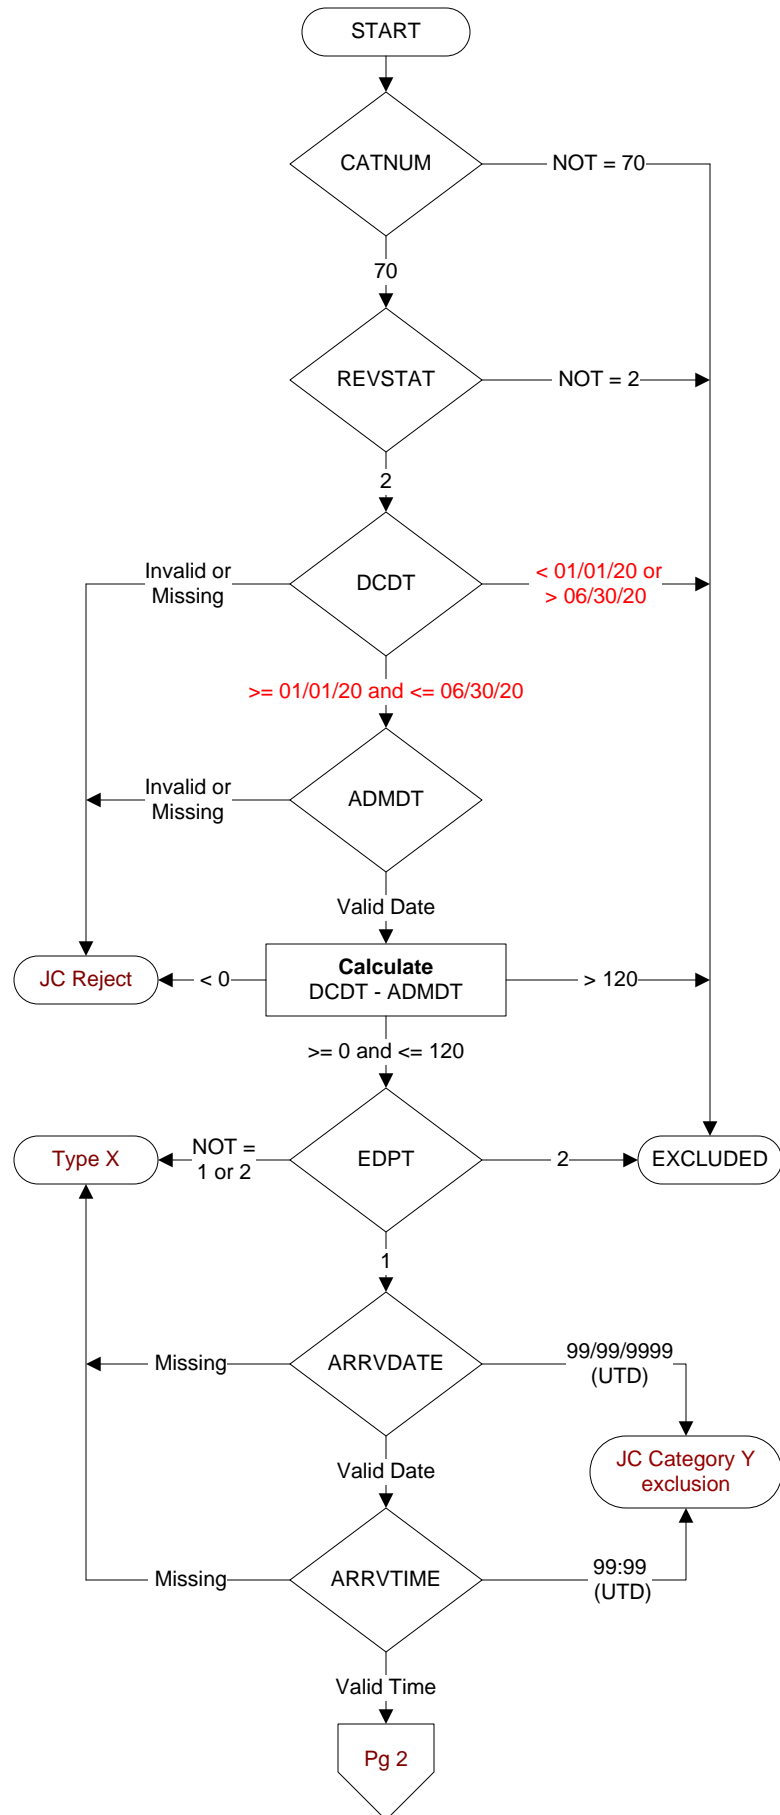 START
CATNUM
NOT = 70
70
REVSTAT
NOT = 2
2
Invalid or
Missing
DCDT
< 01/01/20 or
> 06/30/20
>= 01/01/20 and <= 06/30/20
Invalid or
Missing
ADMDT
Valid Date
JC Reject
< 0
Calculate
DCDT - ADMDT
> 120
>= 0 and <= 120
Type X
NOT =
1 or 2
EDPT
2
EXCLUDED
1
Missing
ARRVDATE
99/99/9999
(UTD)
Valid Date
JC Category Y
exclusion
Missing
ARRVTIME
99:99
(UTD)
Valid Time
Pg 2